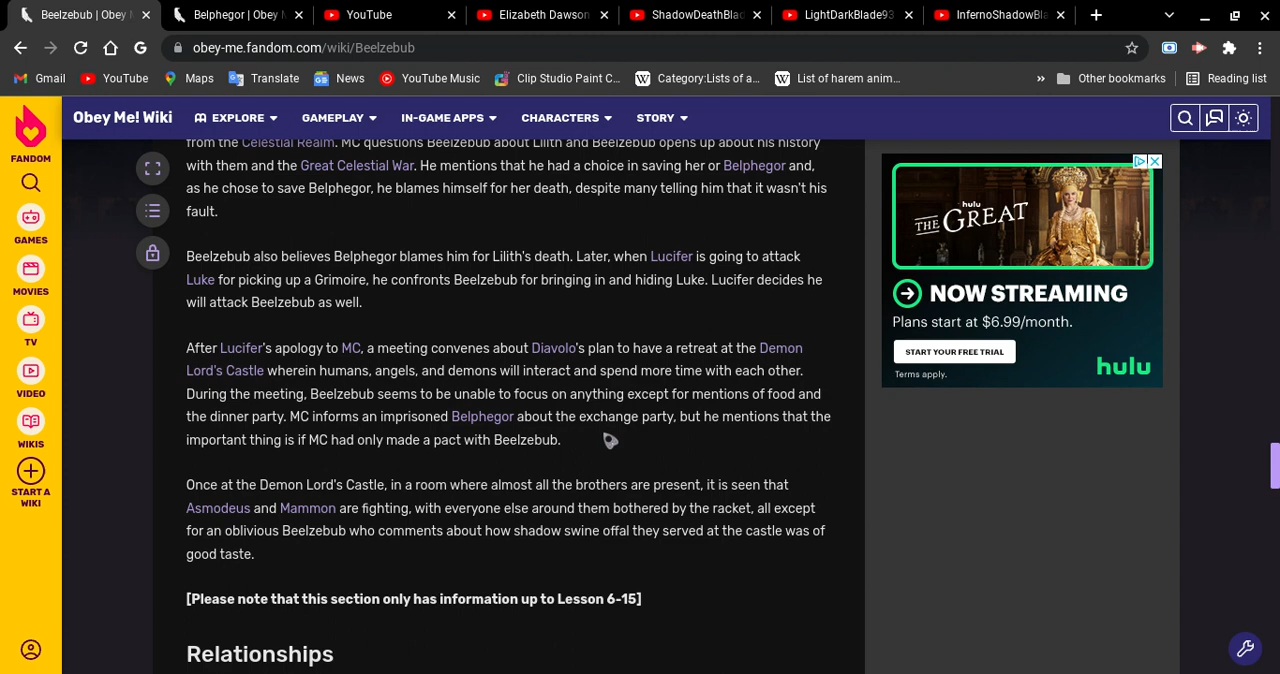 Beelzebub | Obey M
Belphegor | Obey M
YouTube
Elizabeth Dawson
ShadowDeathBlad
LightDarkBlade93
InfernoShadowBla
obey-me.fandom.com/wiki/Beelzebub
Gmail
YouTube
Maps
Translate
News
YouTube Music
Clip Studio Paint C...
Category:Lists of a...
List of harem anim...
»
Other bookmarks
Reading list
FANDOM
GAMES
MOVIES
TV
VIDEO
WIKIS
START A
WIKI
Obey Me! Wiki
EXPLORE
GAMEPLAY
IN-GAME APPS
CHARACTERS
STORY
from the Celestial Realm. MC questions Beelzebub about Lilith and Beelzebub opens up about his history
with them and the Great Celestial War. He mentions that he had a choice in saving her or Belphegor and,
as he chose to save Belphegor, he blames himself for her death, despite many telling him that it wasn't his
fault.
Beelzebub also believes Belphegor blames him for Lilith's death. Later, when Lucifer is going to attack
Luke for picking up a Grimoire, he confronts Beelzebub for bringing in and hiding Luke. Lucifer decides he
will attack Beelzebub as well.
After Lucifer's apology to MC, a meeting convenes about Diavolo's plan to have a retreat at the Demon
Lord's Castle wherein humans, angels, and demons will interact and spend more time with each other.
During the meeting, Beelzebub seems to be unable to focus on anything except for mentions of food and
the dinner party. MC informs an imprisoned Belphegor about the exchange party, but he mentions that the
important thing is if MC had only made a pact with Beelzebub.
Once at the Demon Lord's Castle, in a room where almost all the brothers are present, it is seen that
Asmodeus and Mammon are fighting, with everyone else around them bothered by the racket, all except
for an oblivious Beelzebub who comments about how shadow swine offal they served at the castle was of
good taste.
[Please note that this section only has information up to Lesson 6-15]
Relationships
hulu
THE GREAT
NOW STREAMING
Plans start at $6.99/month.
START YOUR FREE TRIAL
Terms apply.
hulu